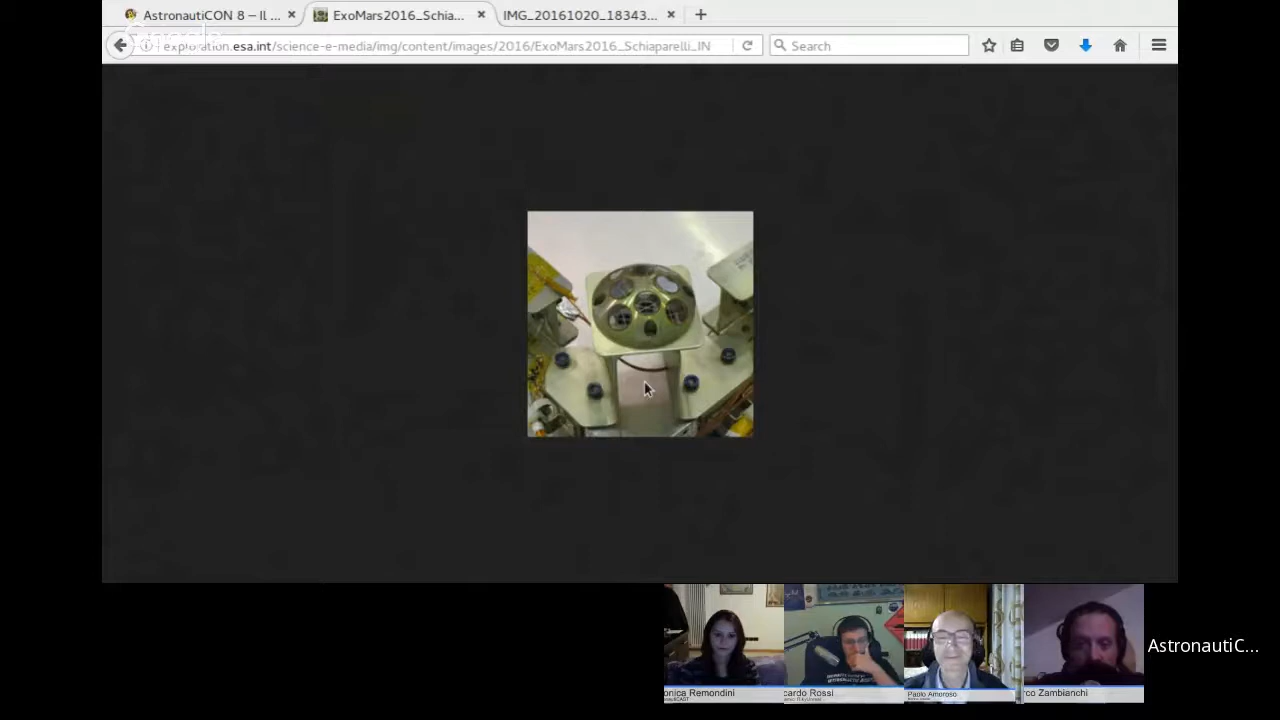 AstronautiCON 8 – Il ...
ExoMars2016_Schia...
IMG_20161020_18343...
exploration.esa.int/science-e-media/img/content/images/2016/ExoMars2016_Schiaparelli_IN
Search
onica Remondini
cardo Rossi
Paolo Amoroso
rco Zambianchi
AstronautiC...